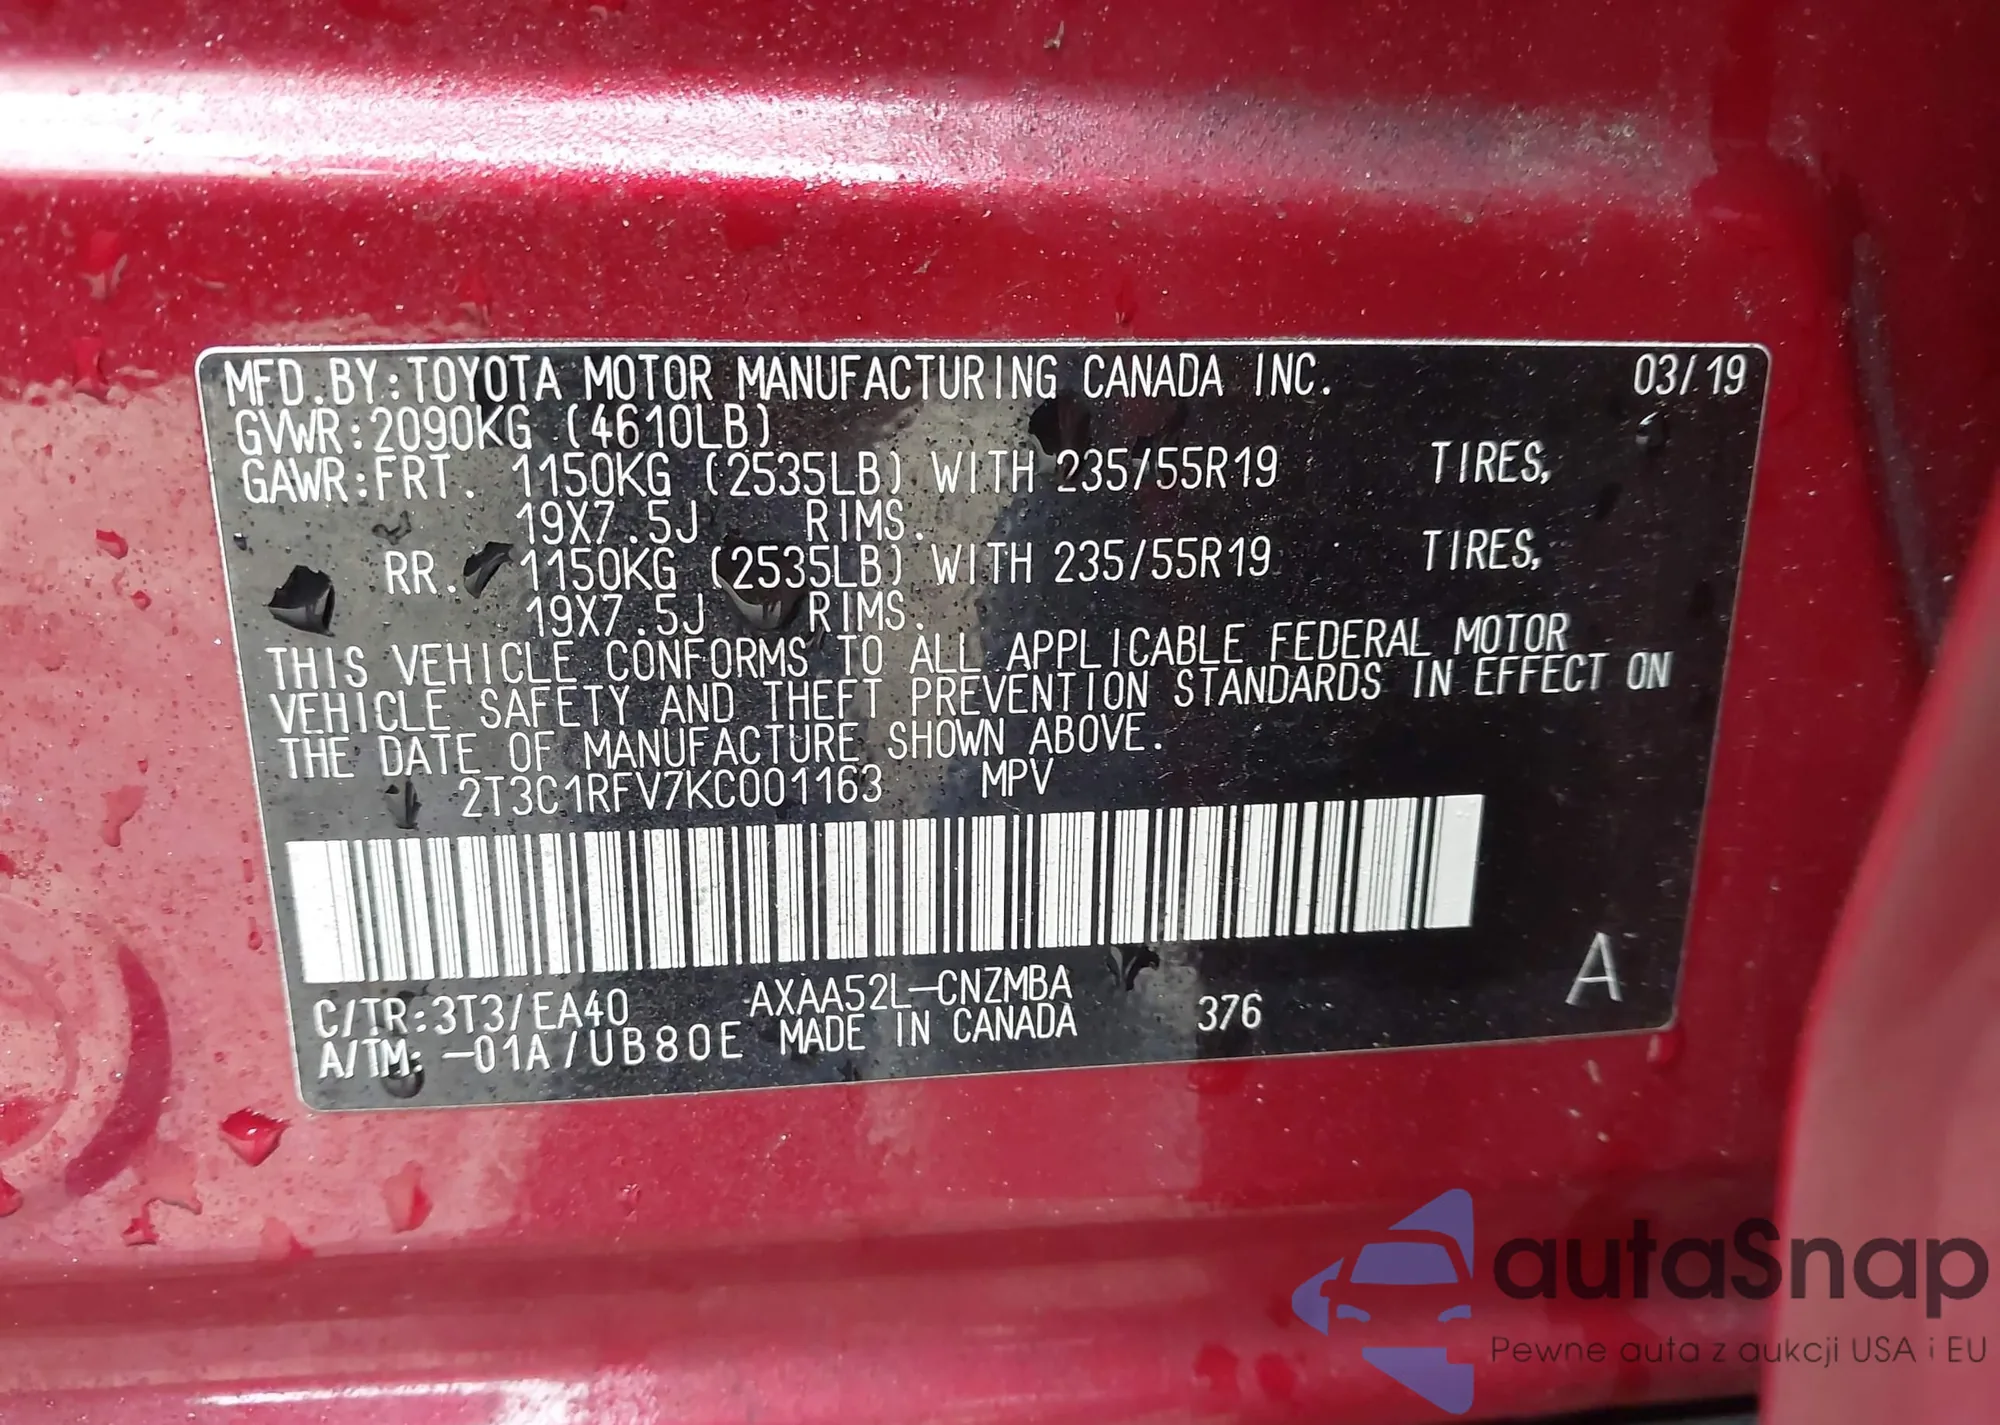 MFD.BY:TOYOTA MOTOR MANUFACTURING CANADA INC. 03/19
GVWR:2090KG (4610LB)
GAWR:FRT. 1150KG (2535LB) WITH 235/55R19 TIRES,
19X7.5J RIMS.
RR. 1150KG (2535LB) WITH 235/55R19 TIRES,
19X7.5J RIMS.
THIS VEHICLE CONFORMS TO ALL APPLICABLE FEDERAL MOTOR
VEHICLE SAFETY AND THEFT PREVENTION STANDARDS IN EFFECT ON
THE DATE OF MANUFACTURE SHOWN ABOVE.
2T3C1RFV7KC001163 MPV
C/TR:3T3/EA40 AXAA52L-CNZMBA 376 A
A/TM: -01A/UB80E MADE IN CANADA
autaSnap
Pewne auta z aukcji USA i EU